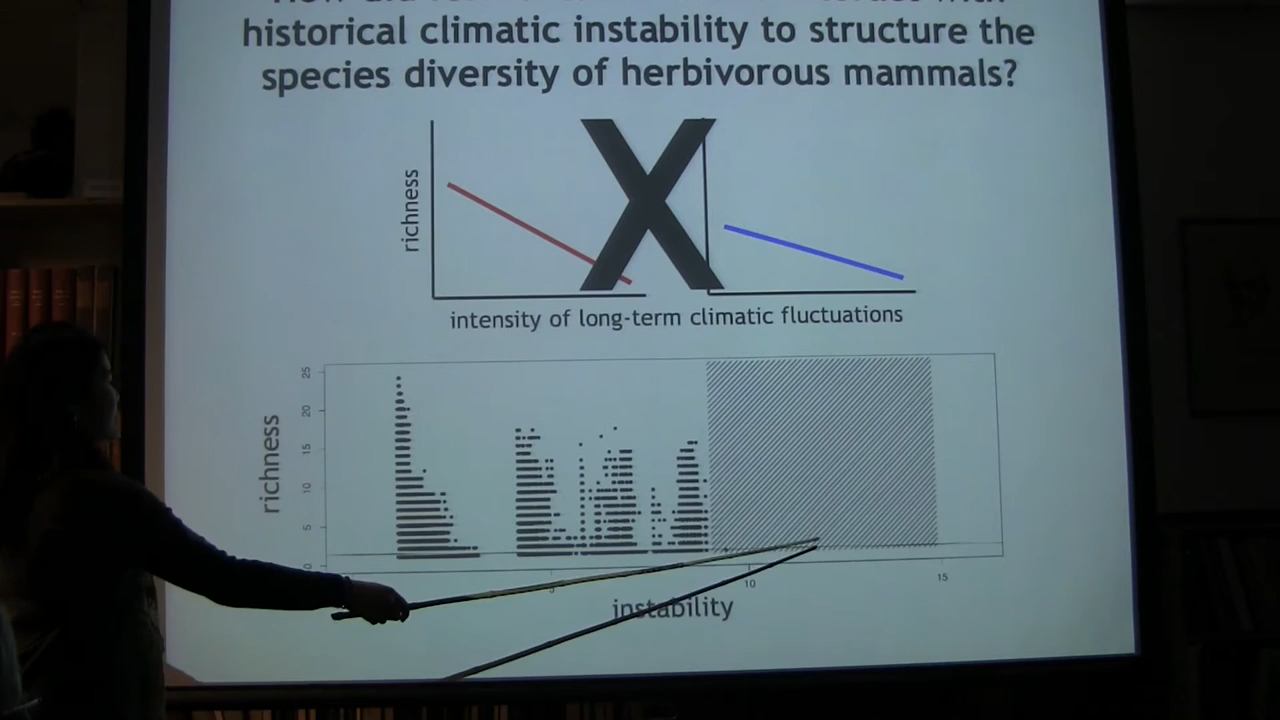 historical climatic instability to structure the
species diversity of herbivorous mammals?
richness
intensity of long-term climatic fluctuations
richness
25
20
15
10
5
0
10
15
instability